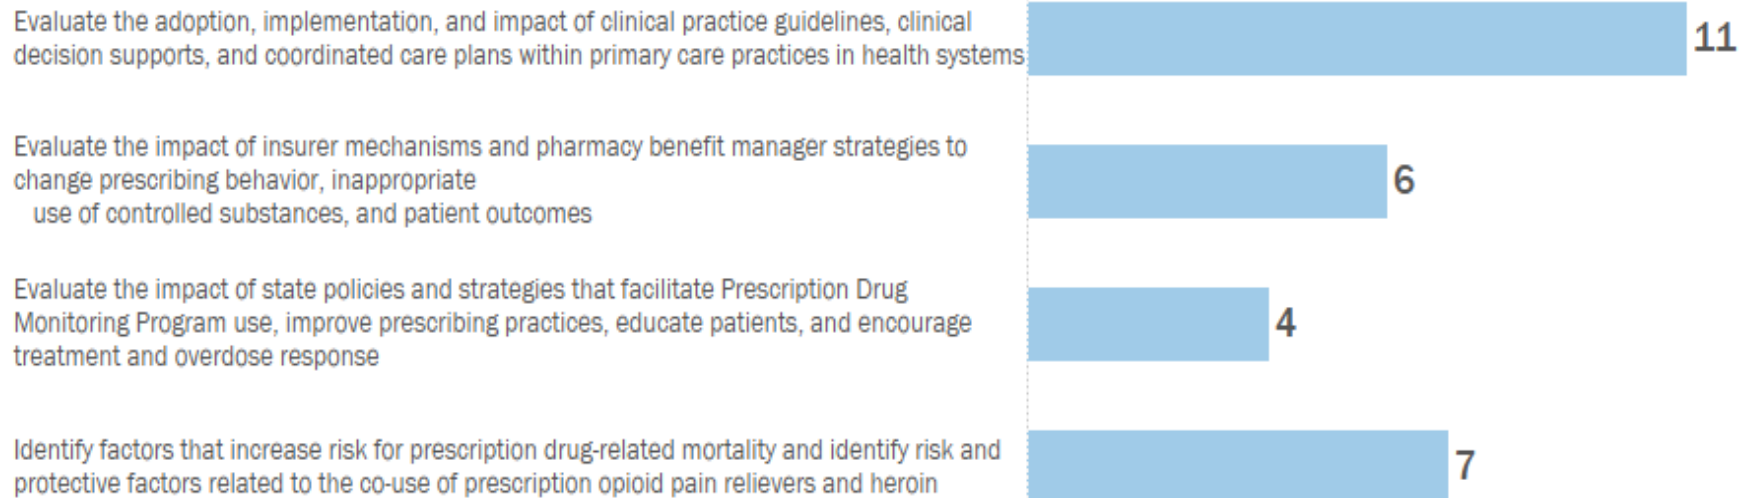 Evaluate the adoption, implementation, and impact of clinical practice guidelines, clinical
decision supports, and coordinated care plans within primary care practices in health systems
11
Evaluate the impact of insurer mechanisms and pharmacy benefit manager strategies to
change prescribing behavior, inappropriate
use of controlled substances, and patient outcomes
6
Evaluate the impact of state policies and strategies that facilitate Prescription Drug
Monitoring Program use, improve prescribing practices, educate patients, and encourage
treatment and overdose response
4
Identify factors that increase risk for prescription drug-related mortality and identify risk and
protective factors related to the co-use of prescription opioid pain relievers and heroin
7